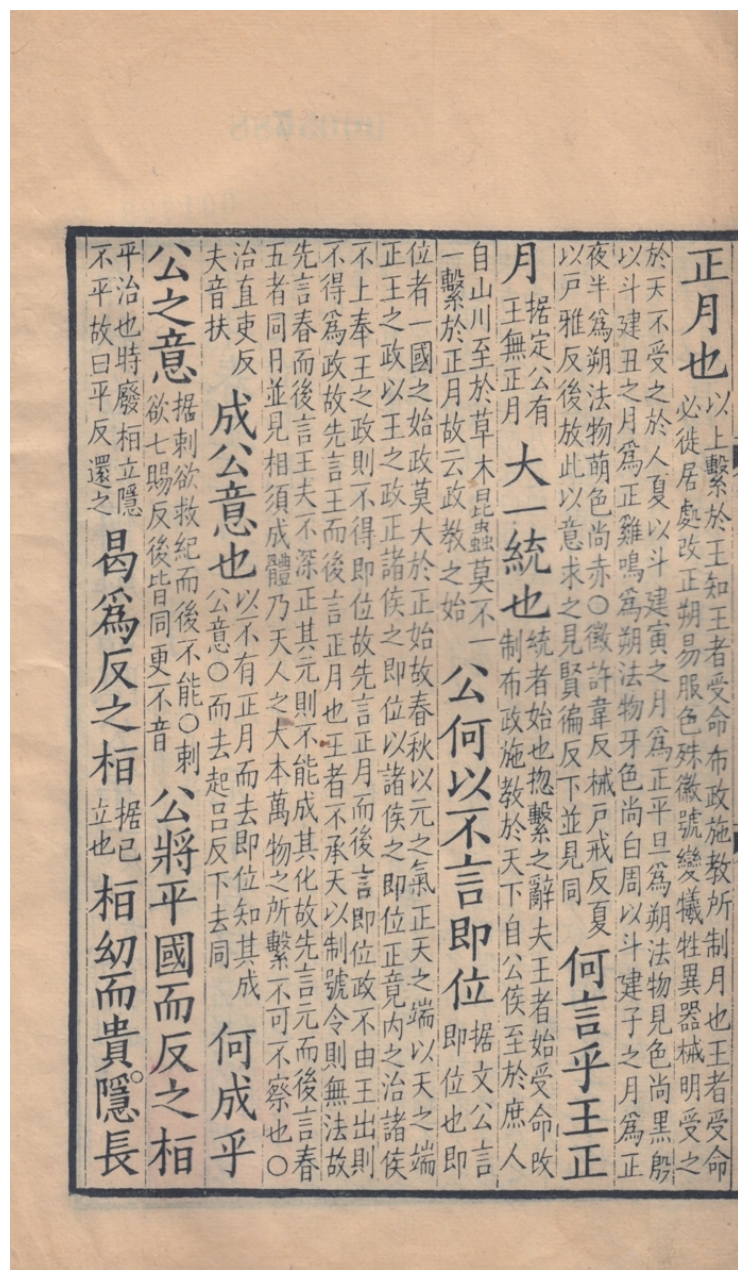 正月也
以上繫於王知王者受命布政施教所制月也王者受命
必徙居處改正朔易服色殊徽號變犧牲異器械明受之
於天不受之於人夏以斗建寅之月爲正平旦爲朔法物見色尚黑殷
以斗建丑之月爲正雞鳴爲朔法物牙色尚白周以斗建子之月爲正
夜半爲朔法物萌色尚赤○徽許韋反械戸戒反夏
以戸雅反後放此以意求之見賢徧反下並見同
何言乎王正
月
据定公有
王無正月
大一統也
統者始也揔繫之辭夫王者始受命改
制布政施教於天下自公侯至於庶人
自山川至於草木昆蟲莫不一
一繫於正月故云政教之始
公何以不言即位
据文公言
即位也即
位者一國之始政莫大於正始故春秋以元之氣正天之端以天之端
正王之政以王之政正諸侯之即位以諸侯之即位正竟内之治諸侯
不上奉王之政則不得即位故先言正月而後言即位政不由王出則
不得爲政故先言王而後言正月也王者不承天以制號令則無法故
先言春而後言王夫不深正其元則不能成其化故先言元而後言春
五者同日並見相須成體乃天人之大本萬物之所繫不可不察也○
治直吏反
夫音扶
成公意也
以不有正月而去即位知其成
公意○而去起呂反下去同
何成乎
公之意
据刺欲救紀而後不能○刺
欲七賜反後皆同更不音
公將平國而反之桓
平治也時廢桓立隱
不平故曰平反還之
曷爲反之桓
据已
立也
桓幼而貴隱長